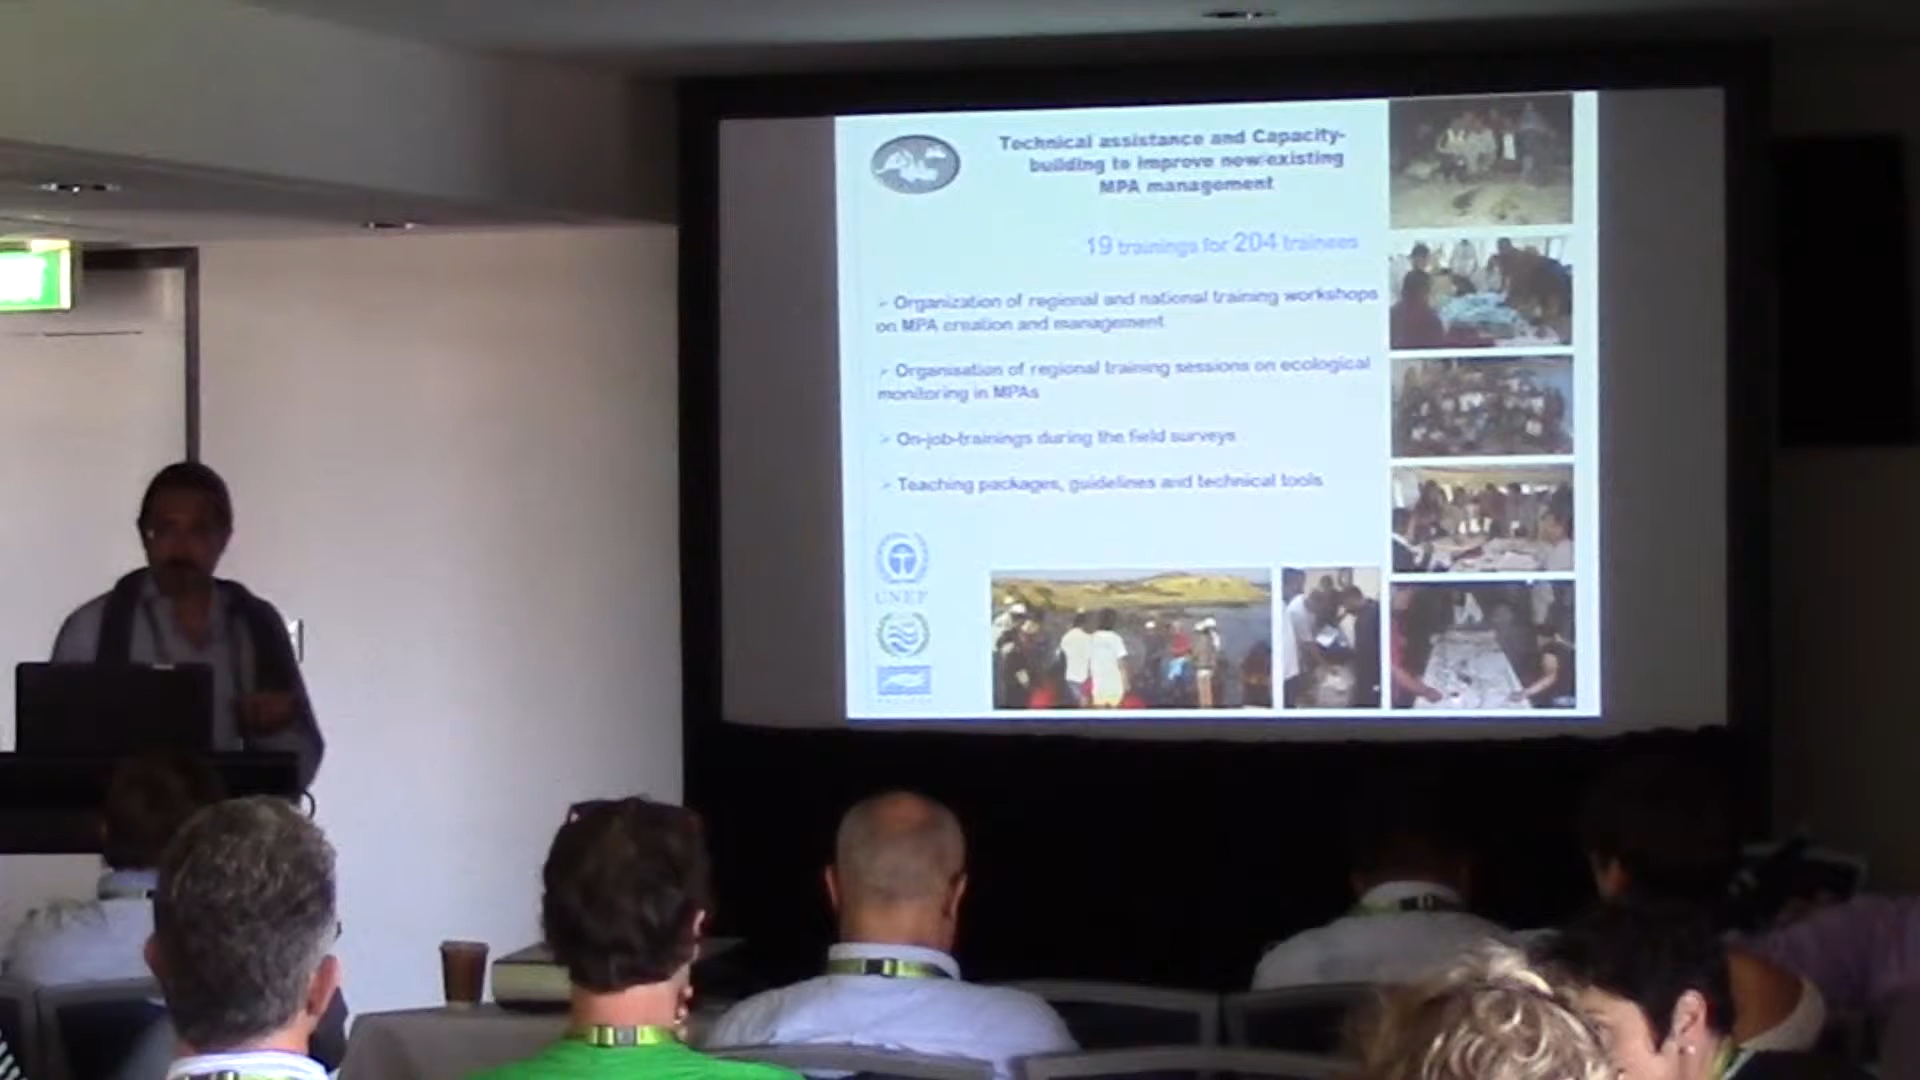 Technical assistance and Capacity-
building to improve new/existing
MPA management
19 trainings for 204 trainees
➢ Organization of regional and national training workshops
on MPA creation and management
➢ Organisation of regional training sessions on ecological
monitoring in MPAs
➢ On-job-trainings during the field surveys
➢ Teaching packages, guidelines and technical tools
UNEP